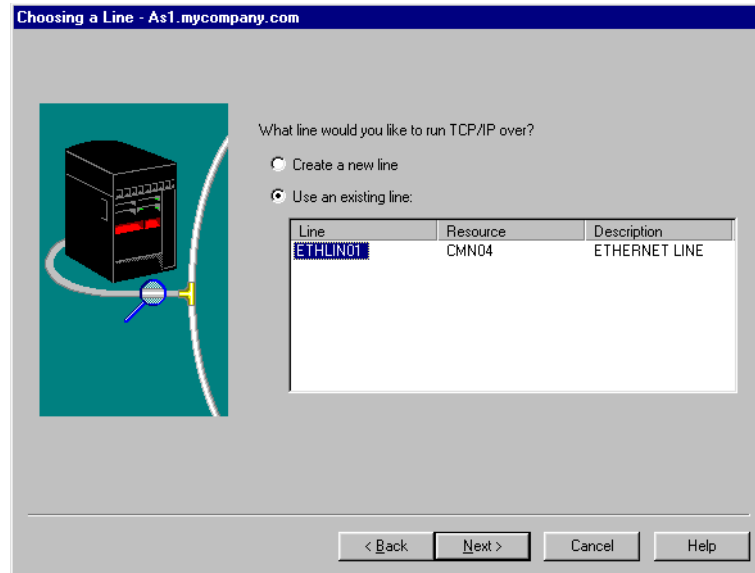 Choosing a Line - As1.mycompany.com
What line would you like to run TCP/IP over?
Create a new line
Use an existing line:
Line Resource Description
ETHLIN01 CMN04 ETHERNET LINE
< Back Next > Cancel Help